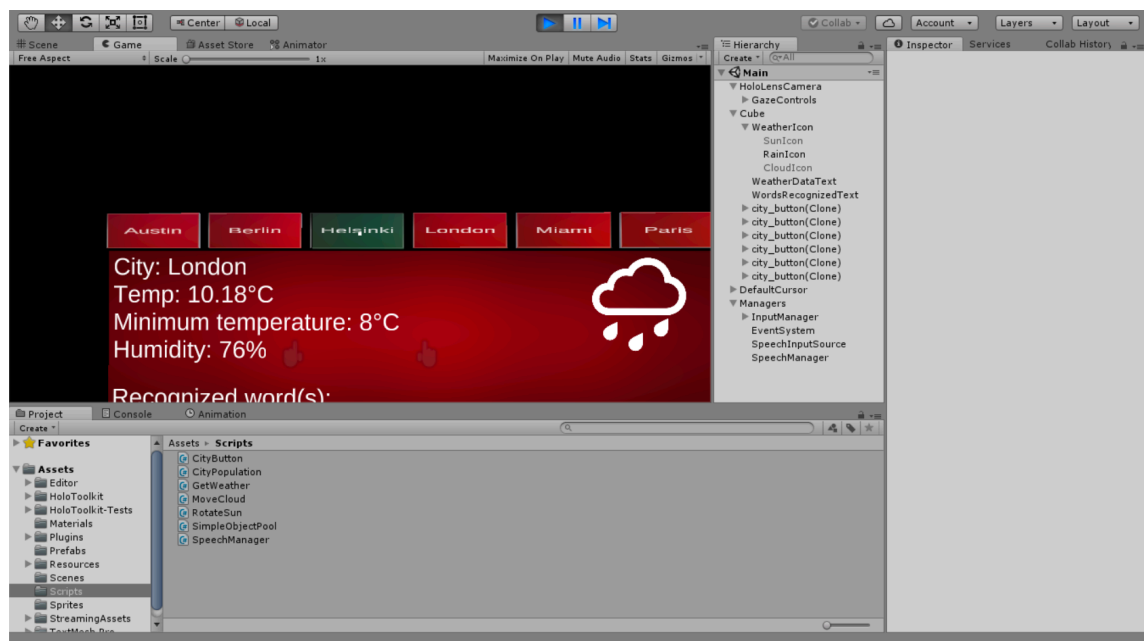 Center Local Collab Account Layers Layout
Scene Game Asset Store Animator
Free Aspect Scale 1x Maximize On Play Mute Audio Stats Gizmos
Austin Berlin Helsinki London Miami Paris
City: London
Temp: 10.18°C
Minimum temperature: 8°C
Humidity: 76%
Recognized word(s):
Hierarchy
Create All
Main
HoloLensCamera
GazeControls
Cube
WeatherIcon
SunIcon
RainIcon
CloudIcon
WeatherDataText
WordsRecognizedText
city_button(Clone)
city_button(Clone)
city_button(Clone)
city_button(Clone)
city_button(Clone)
city_button(Clone)
DefaultCursor
Managers
InputManager
EventSystem
SpeechInputSource
SpeechManager
Inspector Services Collab History
Project Console Animation
Create
Favorites
Assets
Editor
HoloToolkit
HoloToolkit-Tests
Materials
Plugins
Prefabs
Resources
Scenes
Scripts
Sprites
StreamingAssets
TextMesh Pro
Assets Scripts
CityButton
CityPopulation
GetWeather
MoveCloud
RotateSun
SimpleObjectPool
SpeechManager